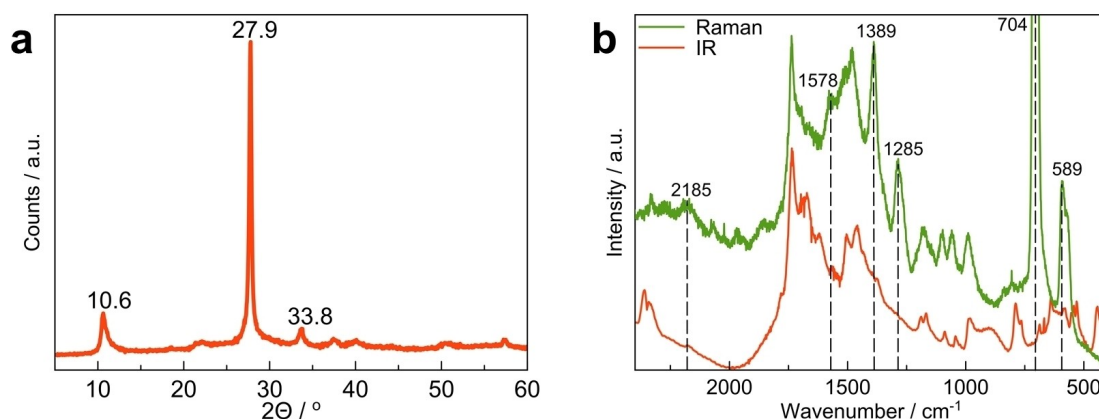 a
27.9
10.6
33.8
Counts / a.u.
10
20
30
40
50
60
2Θ / °
b
Raman
IR
704
1389
1578
1285
2185
589
Intensity / a.u.
2000
1500
1000
500
Wavenumber / cm-1